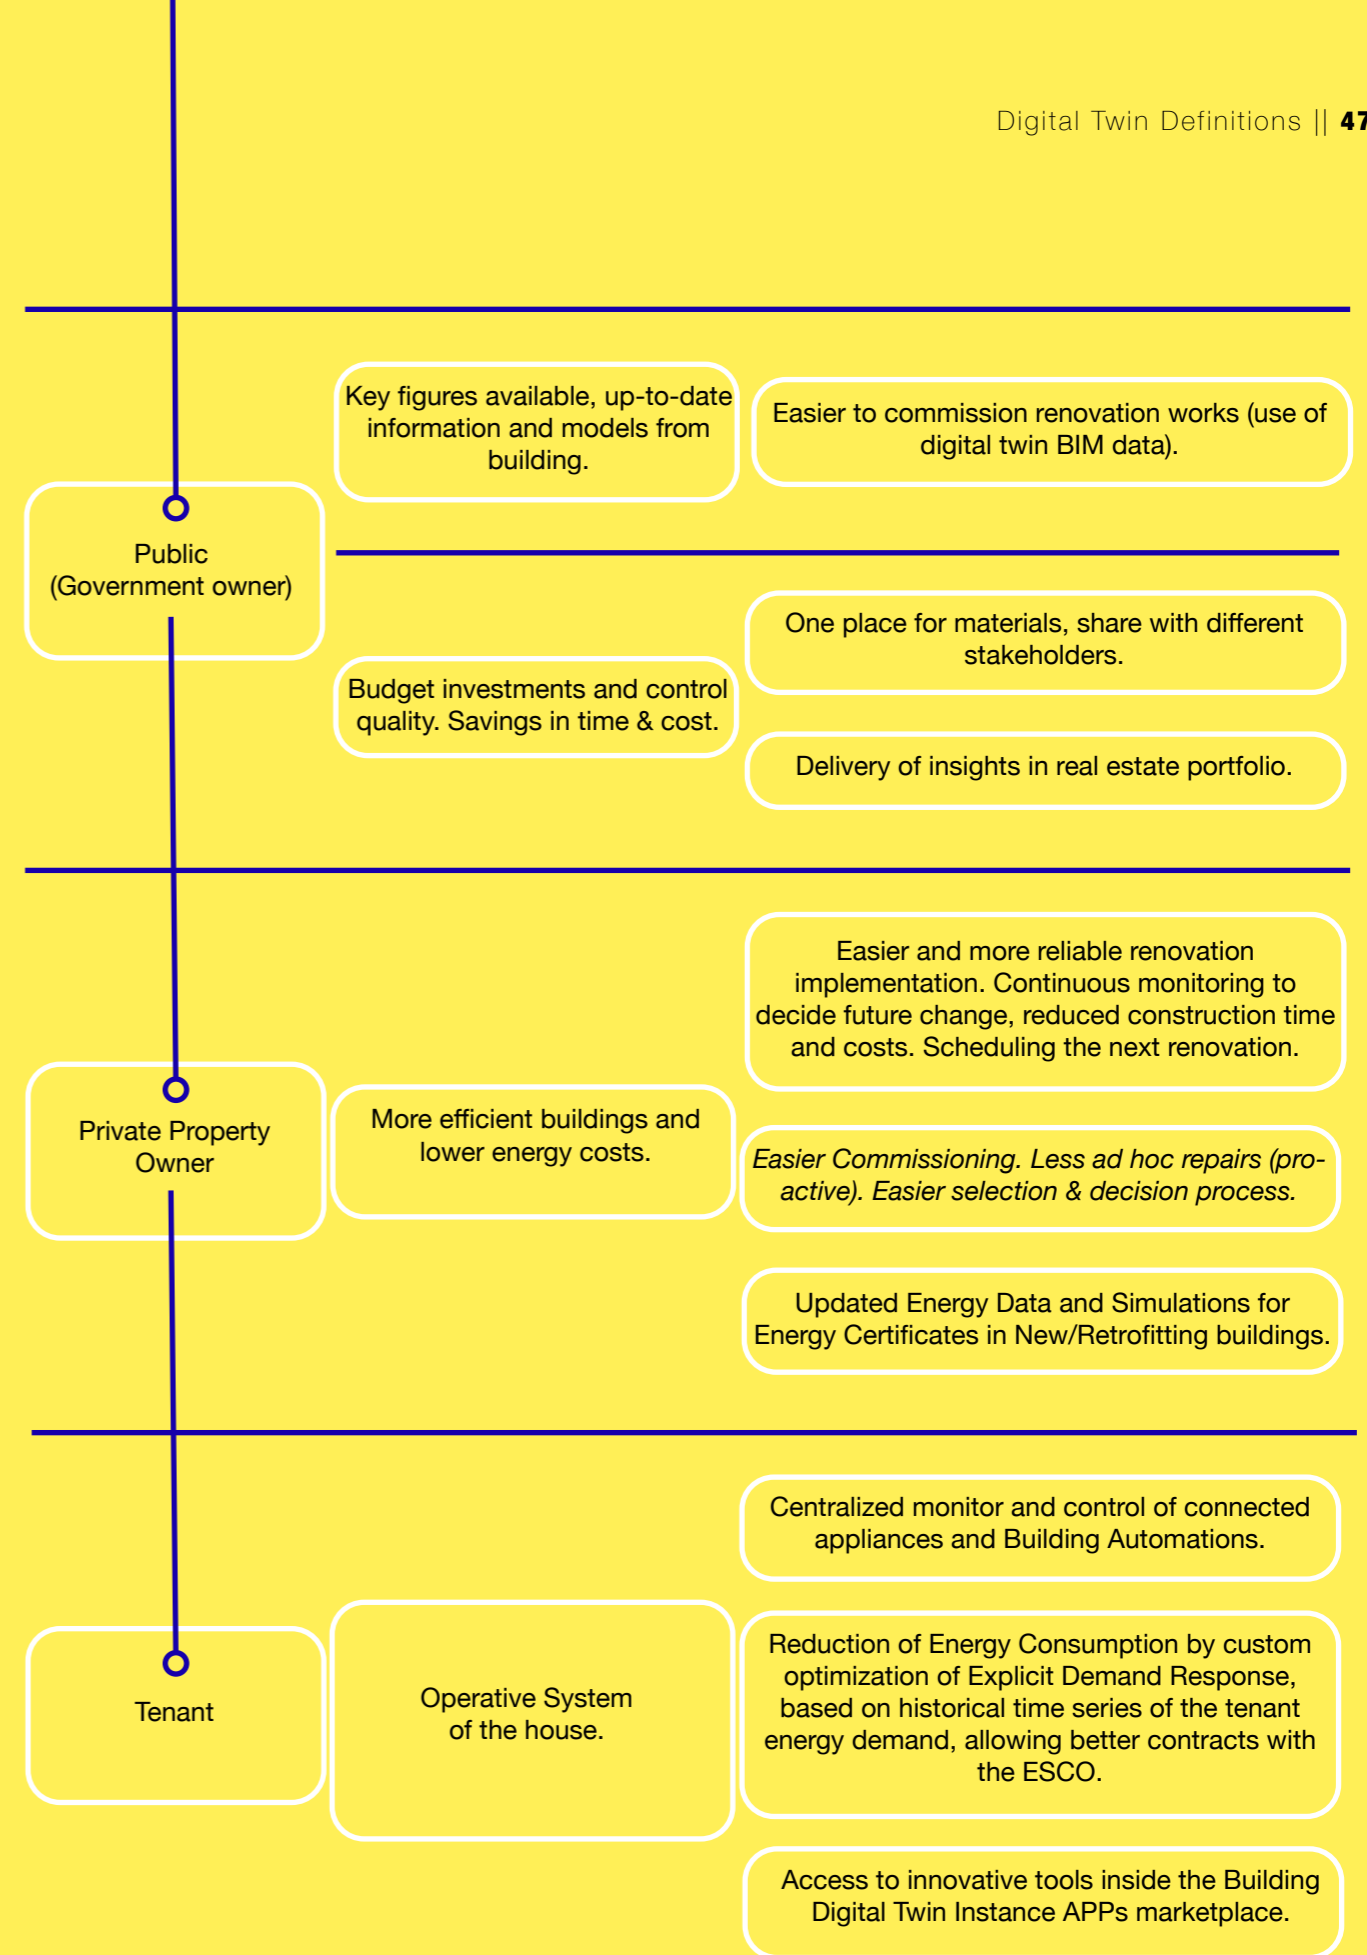 Digital Twin Definitions || 47
Key figures available, up-to-date
information and models from
building.
Easier to commission renovation works (use of
digital twin BIM data).
Public
(Government owner)
Budget investments and control
quality. Savings in time & cost.
One place for materials, share with different
stakeholders.
Delivery of insights in real estate portfolio.
Private Property
Owner
More efficient buildings and
lower energy costs.
Easier and more reliable renovation
implementation. Continuous monitoring to
decide future change, reduced construction time
and costs. Scheduling the next renovation.
Easier Commissioning. Less ad hoc repairs (pro-
active). Easier selection & decision process.
Updated Energy Data and Simulations for
Energy Certificates in New/Retrofitting buildings.
Tenant
Operative System
of the house.
Centralized monitor and control of connected
appliances and Building Automations.
Reduction of Energy Consumption by custom
optimization of Explicit Demand Response,
based on historical time series of the tenant
energy demand, allowing better contracts with
the ESCO.
Access to innovative tools inside the Building
Digital Twin Instance APPs marketplace.